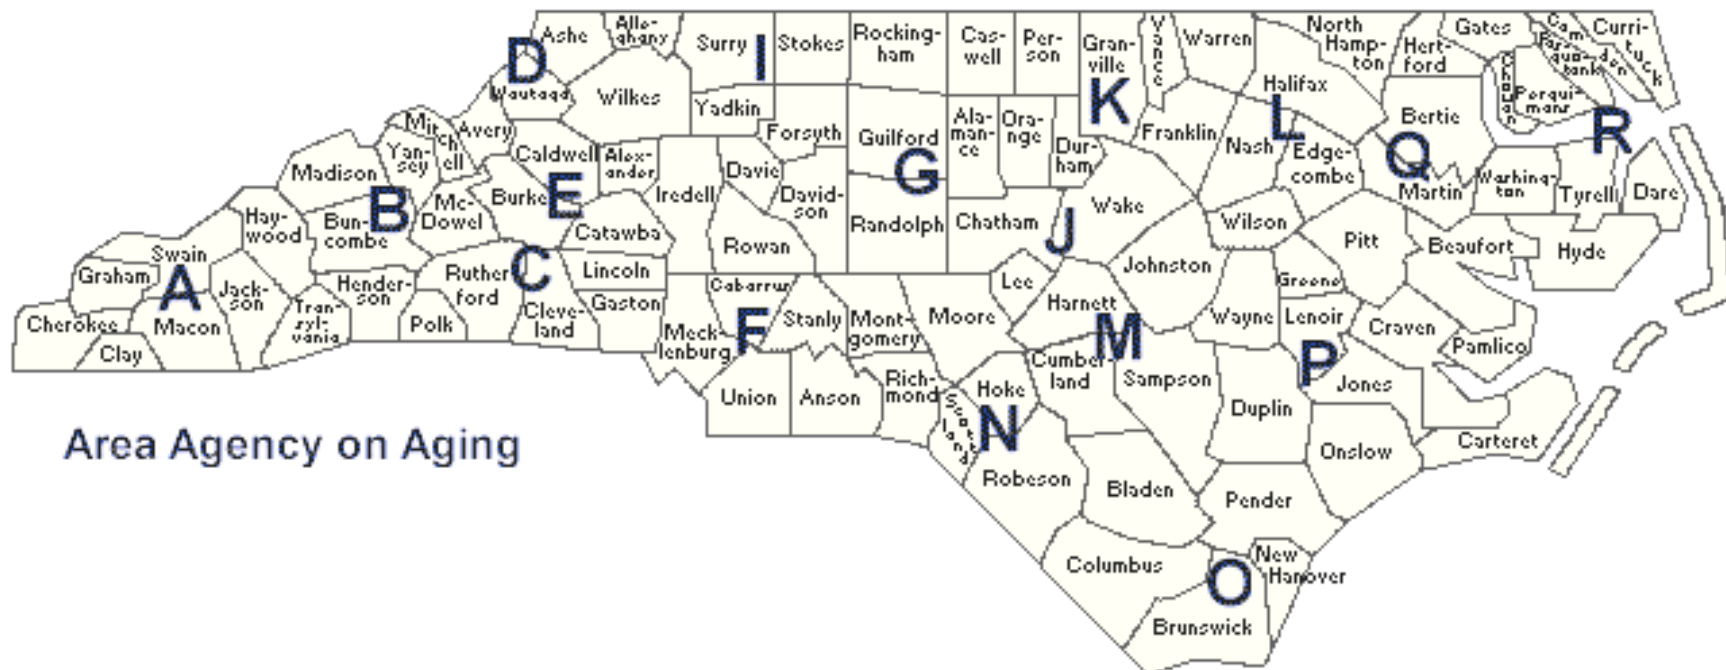 Ashe
Alle-
ghany
Surry
Stokes
Rocking-
ham
Cas-
well
Per-
son
Gran-
ville
Vance
Warren
North
Hamp-
ton
Hert-
ford
Gates
Cam
den
Curri-
tuck
Pas-
quo-
tank
Chowan
Perqui-
mans
D
I
K
L
Q
R
Watauga
Wilkes
Yadkin
Forsyth
Guilford
G
Ala-
man-
ce
Ora-
nge
Dur-
ham
Franklin
Halifax
Nash
Edge-
combe
Bertie
Martin
Washing-
ton
Tyrell
Dare
Mitchell
Avery
Yan-
sey
Madison
B
Caldwell
Alex-
ander
Burke
E
Mc-
Dowel
Catawba
Iredell
Davie
David-
son
Rowan
Randolph
Chatham
J
Wake
Wilson
Pitt
Beaufort
Hyde
Hay-
wood
Bun-
combe
Swain
Graham
A
Jack-
son
Hender-
son
Ruther
ford
C
Lincoln
Gaston
Cabarrus
Lee
Harnett
Johnston
Greene
Cherokee
Macon
Clay
Tran-
syl-
vania
Polk
Cleve-
land
Meck-
lenburg
F
Stanly
Mont-
gomery
Moore
M
Wayne
Lenoir
Craven
Pamlico
P
Jones
Union
Anson
Rich-
mond
Scotland
Hoke
N
Cumber-
land
Sampson
Duplin
Onslow
Carteret
Area Agency on Aging
Robeson
Bladen
Pender
Columbus
O
New
Hanover
Brunswick